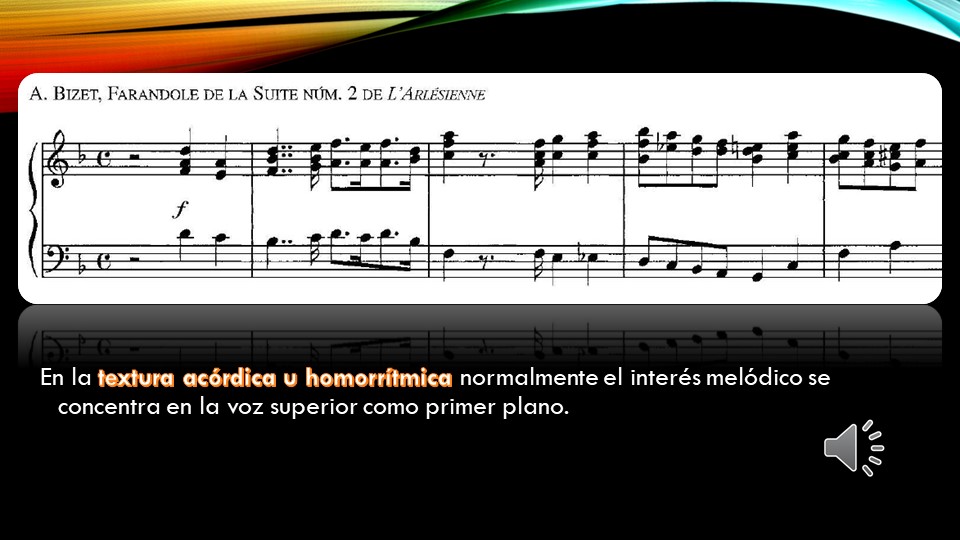 A. BIZET, FARANDOLE DE LA SUITE NÚM. 2 DE L'ARLÉSIENNE
f
En la textura acórdica u homorrítmica normalmente el interés melódico se
concentra en la voz superior como primer plano.